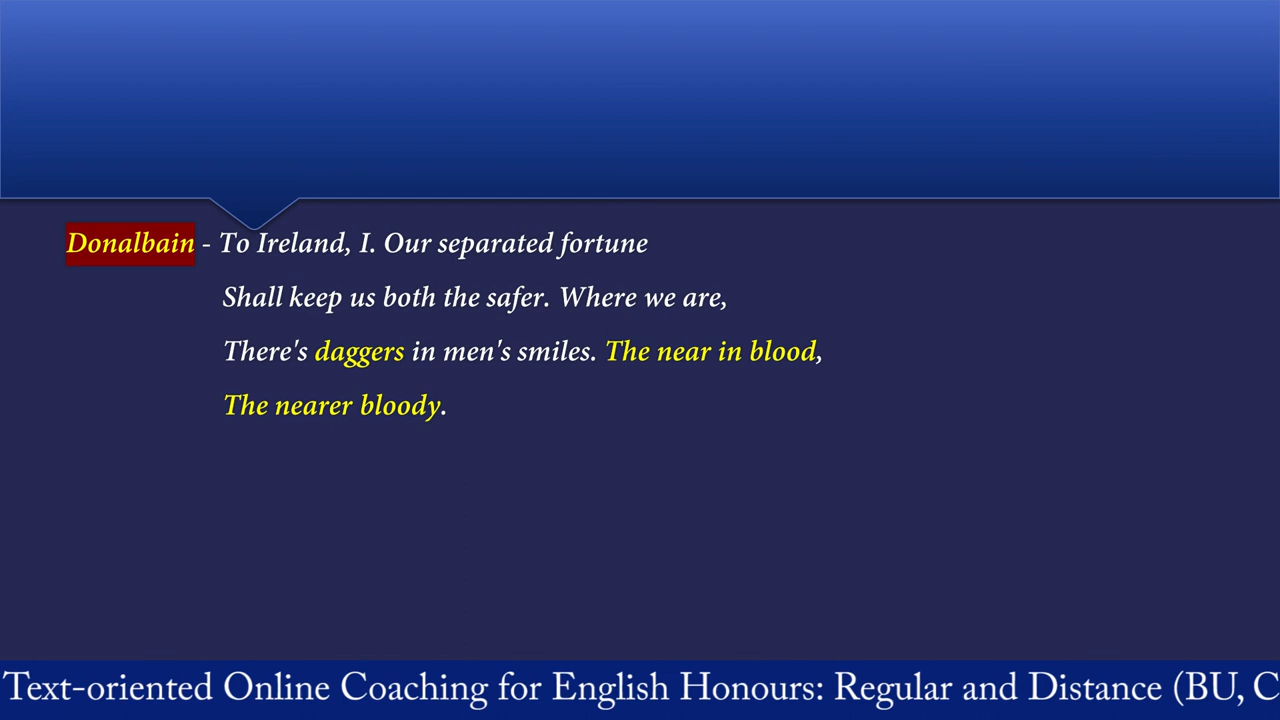 Donalbain - To Ireland, I. Our separated fortune
Shall keep us both the safer. Where we are,
There's daggers in men's smiles. The near in blood,
The nearer bloody.
Text-oriented Online Coaching for English Honours: Regular and Distance (BU, C